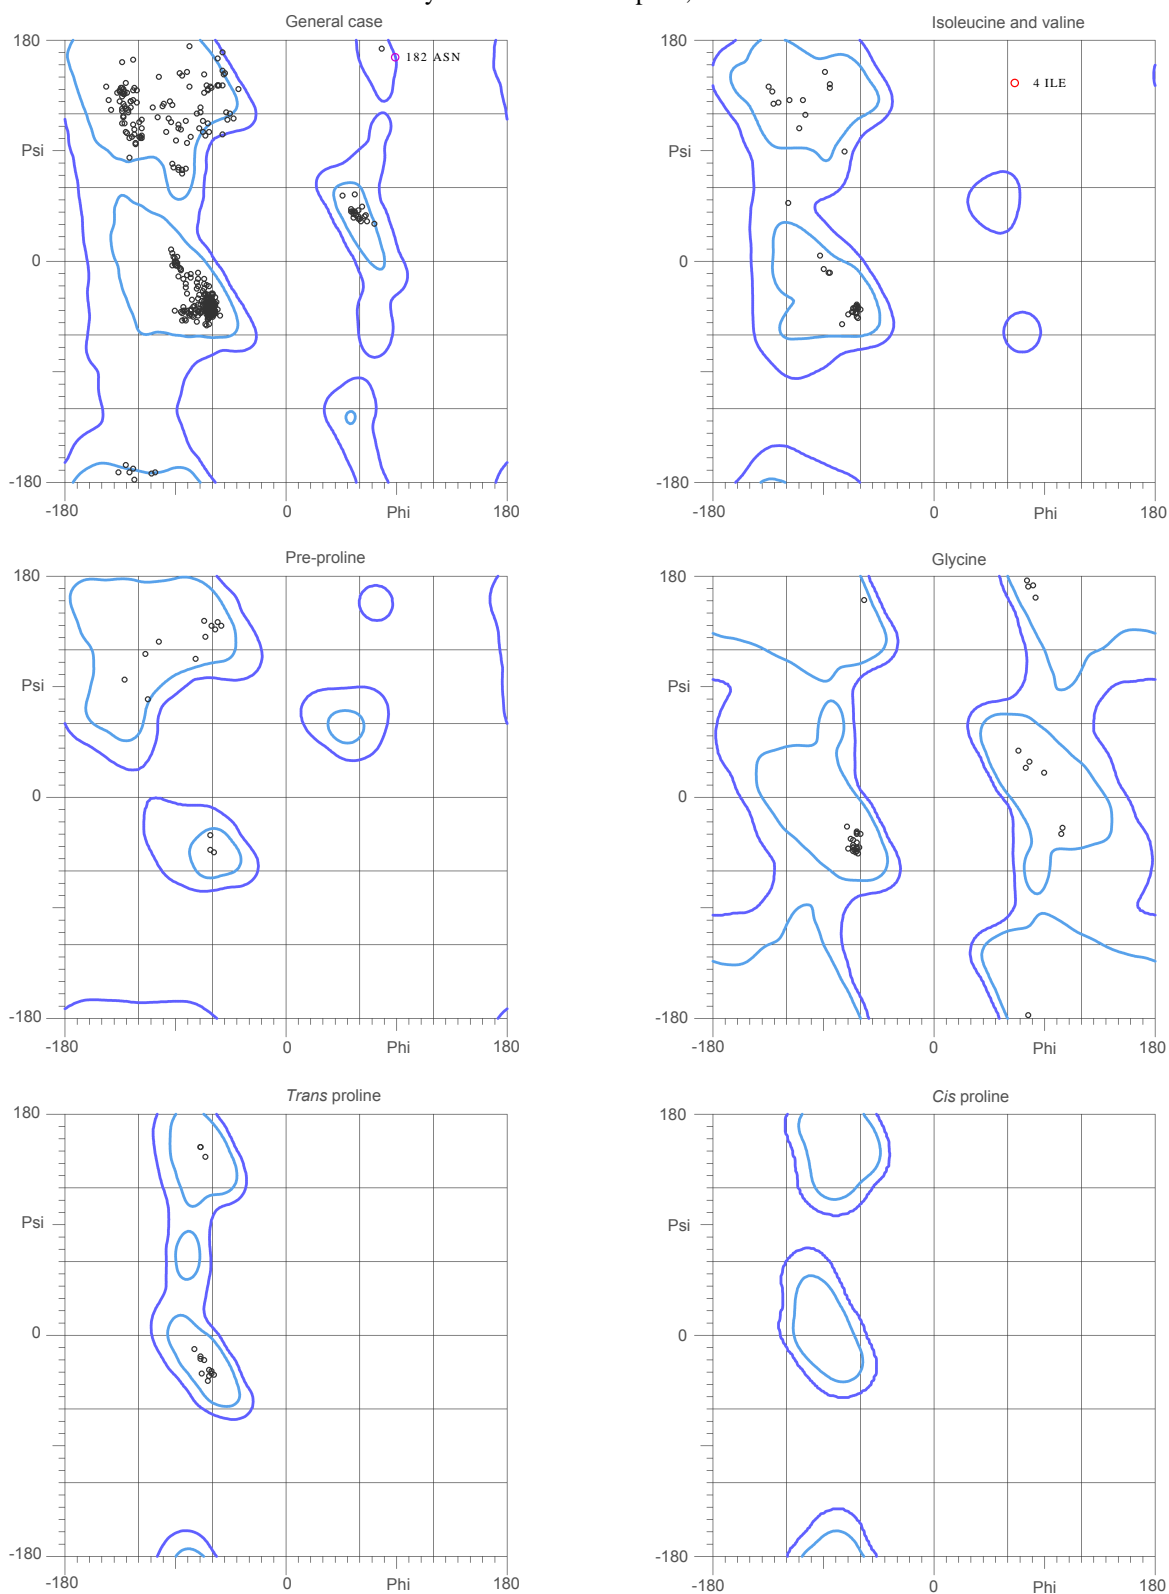 General case
Isoleucine and valine
180
182 ASN
Psi
0
-180
-180
0
Phi
180
180
4 ILE
Psi
0
-180
-180
0
Phi
180
Pre-proline
Glycine
180
Psi
0
-180
-180
0
Phi
180
180
Psi
0
-180
-180
0
Phi
180
Trans proline
Cis proline
180
Psi
0
-180
-180
0
Phi
180
180
Psi
0
-180
-180
0
Phi
180